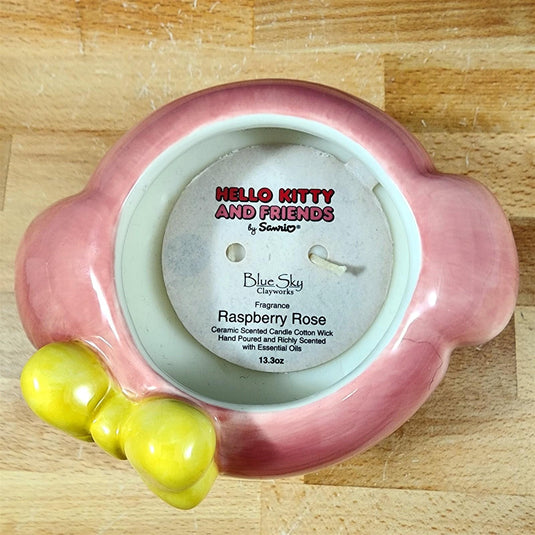 HELLO KITTY
AND FRIENDS
by Sanrio®
Blue Sky
Clayworks
Fragrance
Raspberry Rose
Ceramic Scented Candle Cotton Wick
Hand Poured and Richly Scented
with Essential Oils
13.3oz